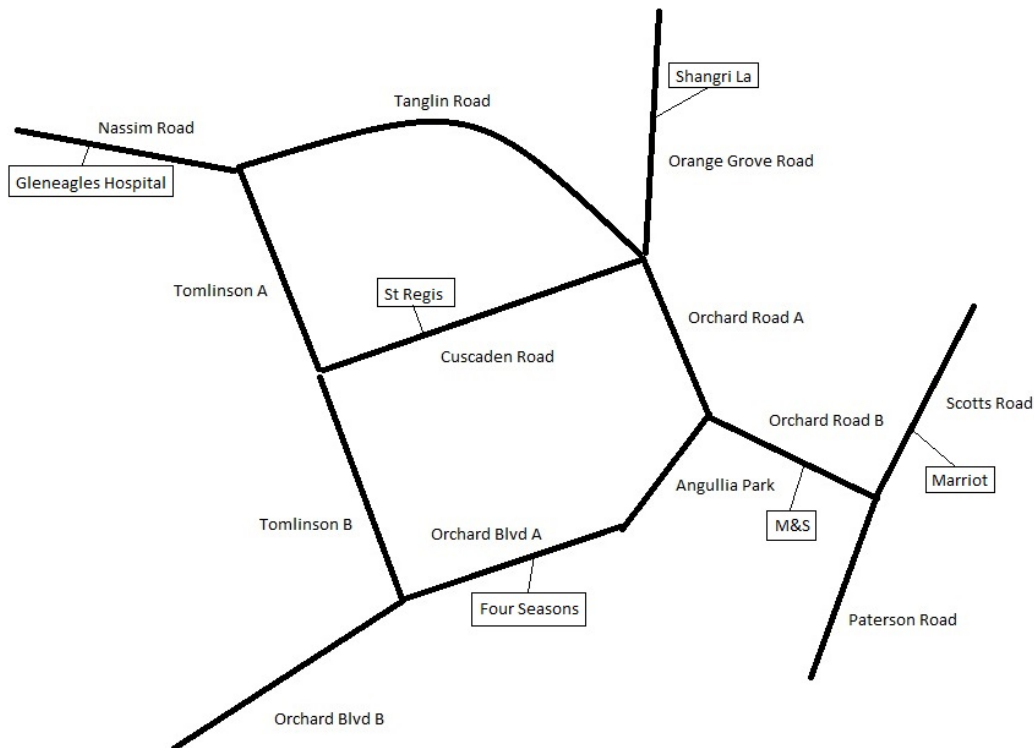 Shangri La
Tanglin Road
Nassim Road
Orange Grove Road
Gleneagles Hospital
Tomlinson A
St Regis
Orchard Road A
Cuscaden Road
Scotts Road
Orchard Road B
Marriot
Angullia Park
Tomlinson B
M&S
Orchard Blvd A
Four Seasons
Paterson Road
Orchard Blvd B